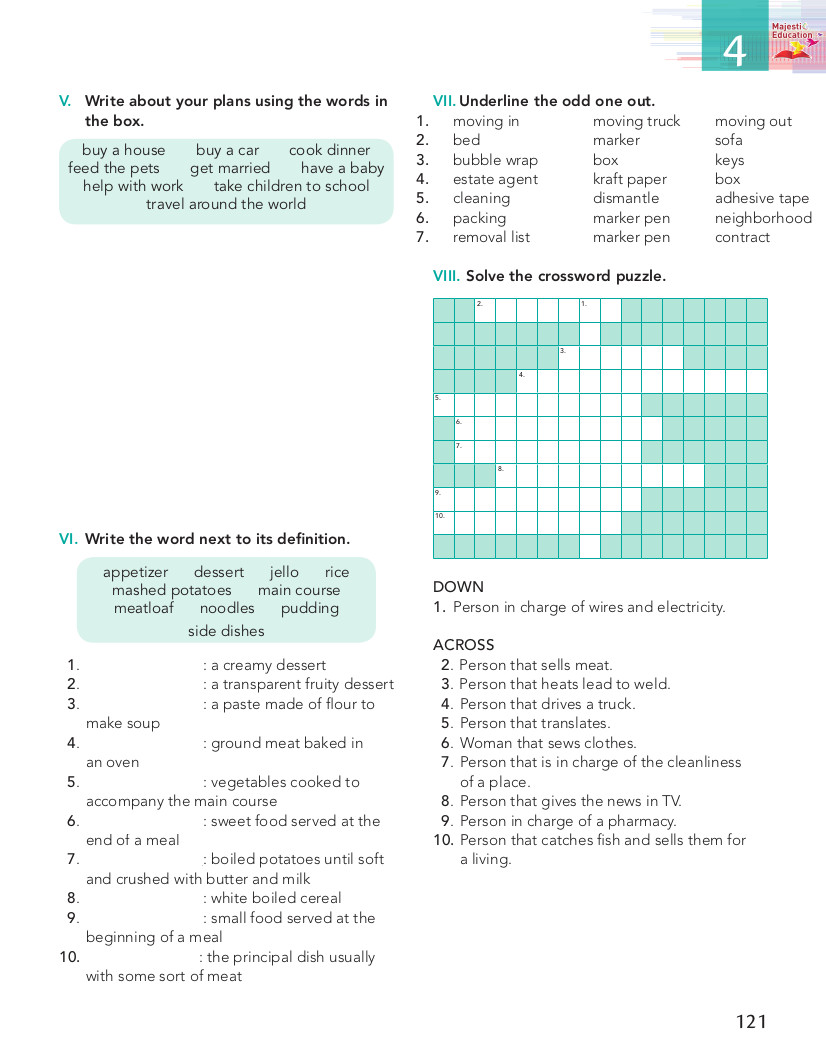 4
Majesti
Education
V. Write about your plans using the words in
the box.
buy a house buy a car cook dinner
feed the pets get married have a baby
help with work take children to school
travel around the world
VI. Write the word next to its definition.
appetizer dessert jello rice
mashed potatoes main course
meatloaf noodles pudding
side dishes
1. : a creamy dessert
2. : a transparent fruity dessert
3. : a paste made of flour to
make soup
4. : ground meat baked in
an oven
5. : vegetables cooked to
accompany the main course
6. : sweet food served at the
end of a meal
7. : boiled potatoes until soft
and crushed with butter and milk
8. : white boiled cereal
9. : small food served at the
beginning of a meal
10. : the principal dish usually
with some sort of meat
VII. Underline the odd one out.
1. moving in moving truck moving out
2. bed marker sofa
3. bubble wrap box keys
4. estate agent kraft paper box
5. cleaning dismantle adhesive tape
6. packing marker pen neighborhood
7. removal list marker pen contract
VIII. Solve the crossword puzzle.
2. 1.
3.
4.
5.
6.
7.
8.
9.
10.
DOWN
1. Person in charge of wires and electricity.
ACROSS
2. Person that sells meat.
3. Person that heats lead to weld.
4. Person that drives a truck.
5. Person that translates.
6. Woman that sews clothes.
7. Person that is in charge of the cleanliness
of a place.
8. Person that gives the news in TV.
9. Person in charge of a pharmacy.
10. Person that catches fish and sells them for
a living.
121